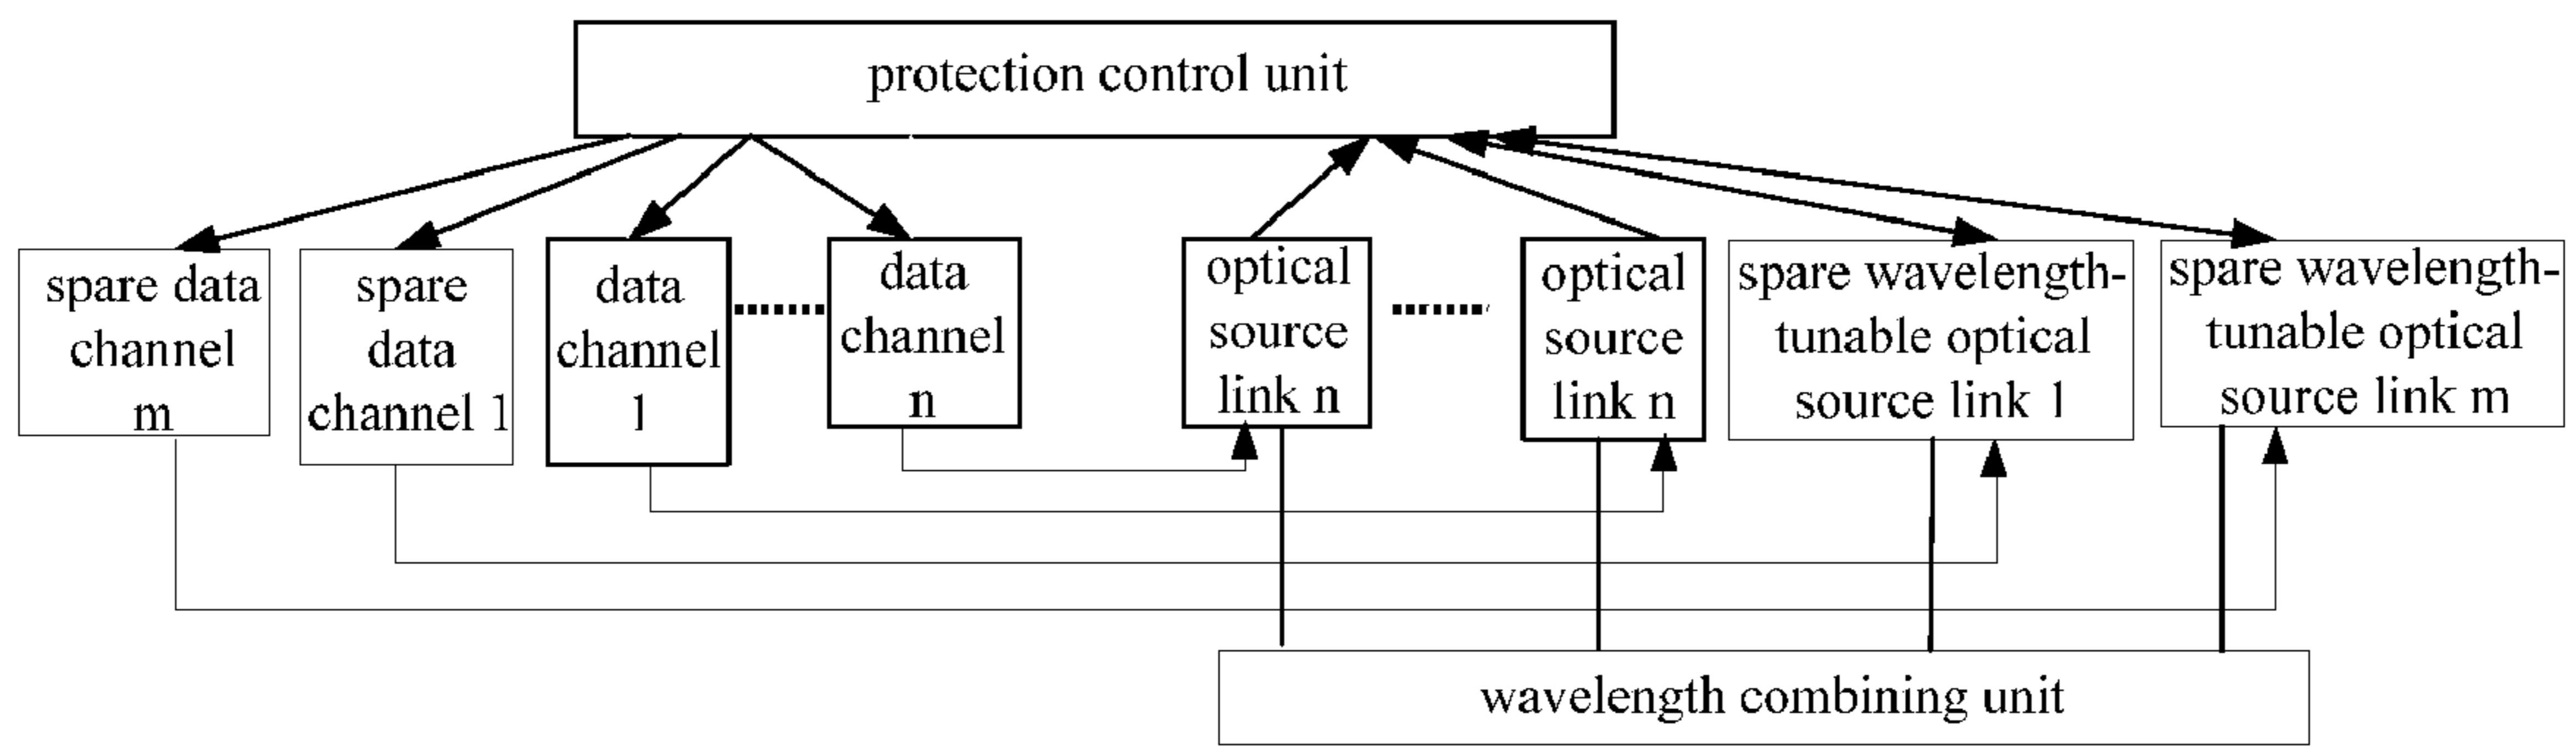 protection control unit
spare data
channel
m
spare
data
channel 1
data
channel
1
data
channel
n
optical
source
link n
optical
source
link n
spare wavelength-
tunable optical
source link 1
spare wavelength-
tunable optical
source link m
wavelength combining unit